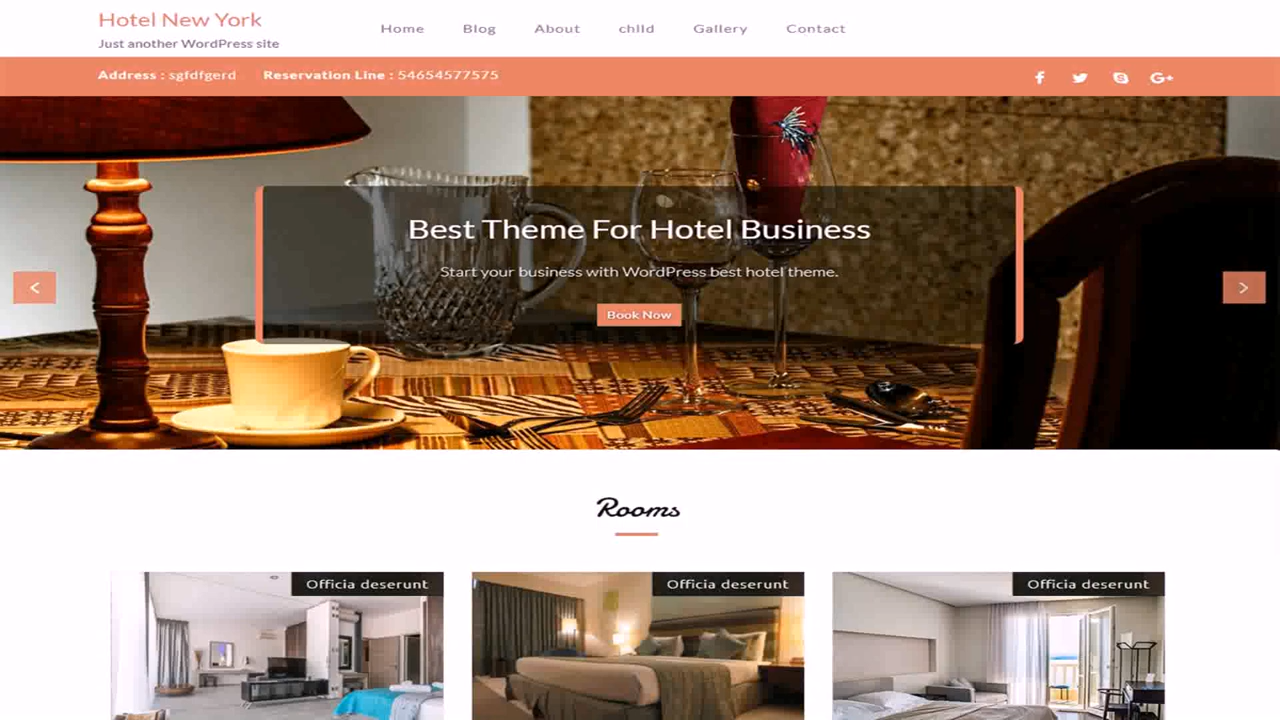 Hotel New York
Just another WordPress site
Home Blog About chlld Gallery Contact
Address : sgfdfgerd Reservation Line : 54654577575
Best Theme For Hotel Business
Start your business with WordPress best hotel theme.
Book Now
Rooms
Officia deserunt Officia deserunt Officia deserunt